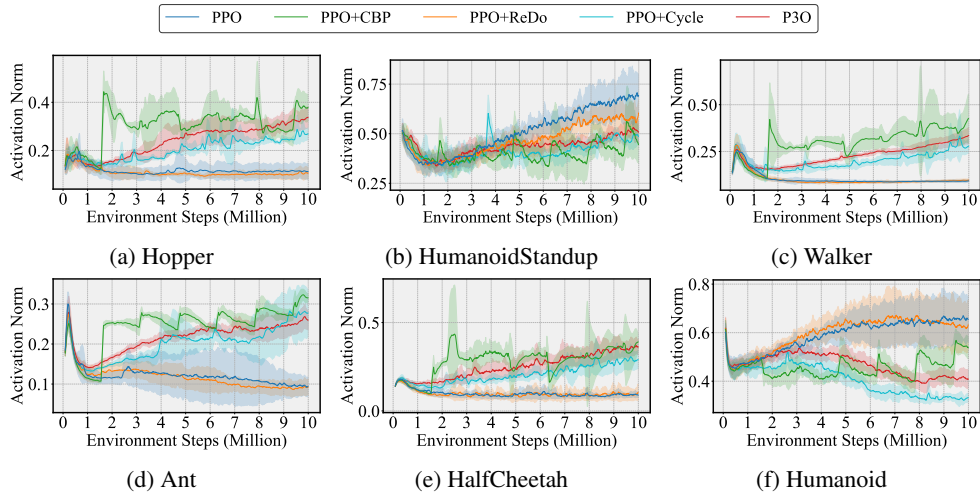 PPO PPO+CBP PPO+ReDo PPO+Cycle P3O
Activation Norm
0.4
0.2
0 1 2 3 4 5 6 7 8 9 10
Environment Steps (Million)
(a) Hopper
Activation Norm
0.75
0.50
0.25
0 1 2 3 4 5 6 7 8 9 10
Environment Steps (Million)
(b) HumanoidStandup
Activation Norm
0.50
0.25
0 1 2 3 4 5 6 7 8 9 10
Environment Steps (Million)
(c) Walker
Activation Norm
0.3
0.2
0.1
0 1 2 3 4 5 6 7 8 9 10
Environment Steps (Million)
(d) Ant
Activation Norm
0.5
0.0
0 1 2 3 4 5 6 7 8 9 10
Environment Steps (Million)
(e) HalfCheetah
Activation Norm
0.8
0.6
0.4
0 1 2 3 4 5 6 7 8 9 10
Environment Steps (Million)
(f) Humanoid